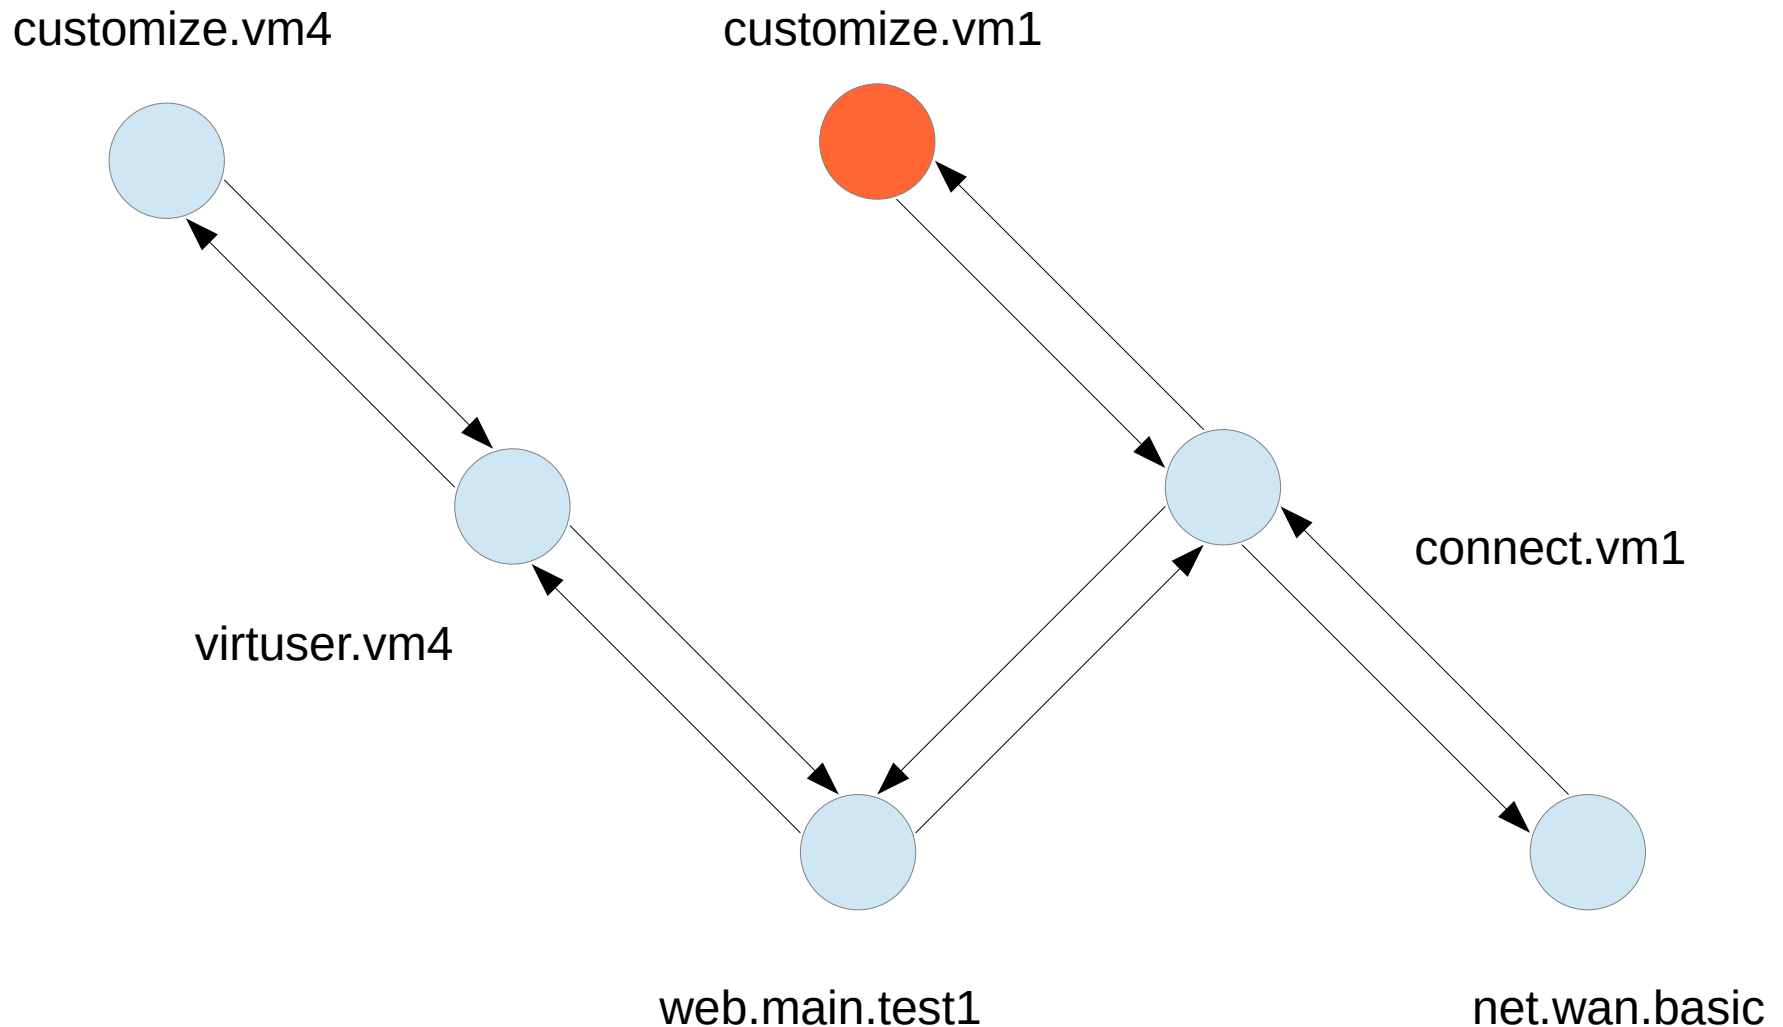 customize.vm4
customize.vm1
connect.vm1
virtuser.vm4
web.main.test1
net.wan.basic